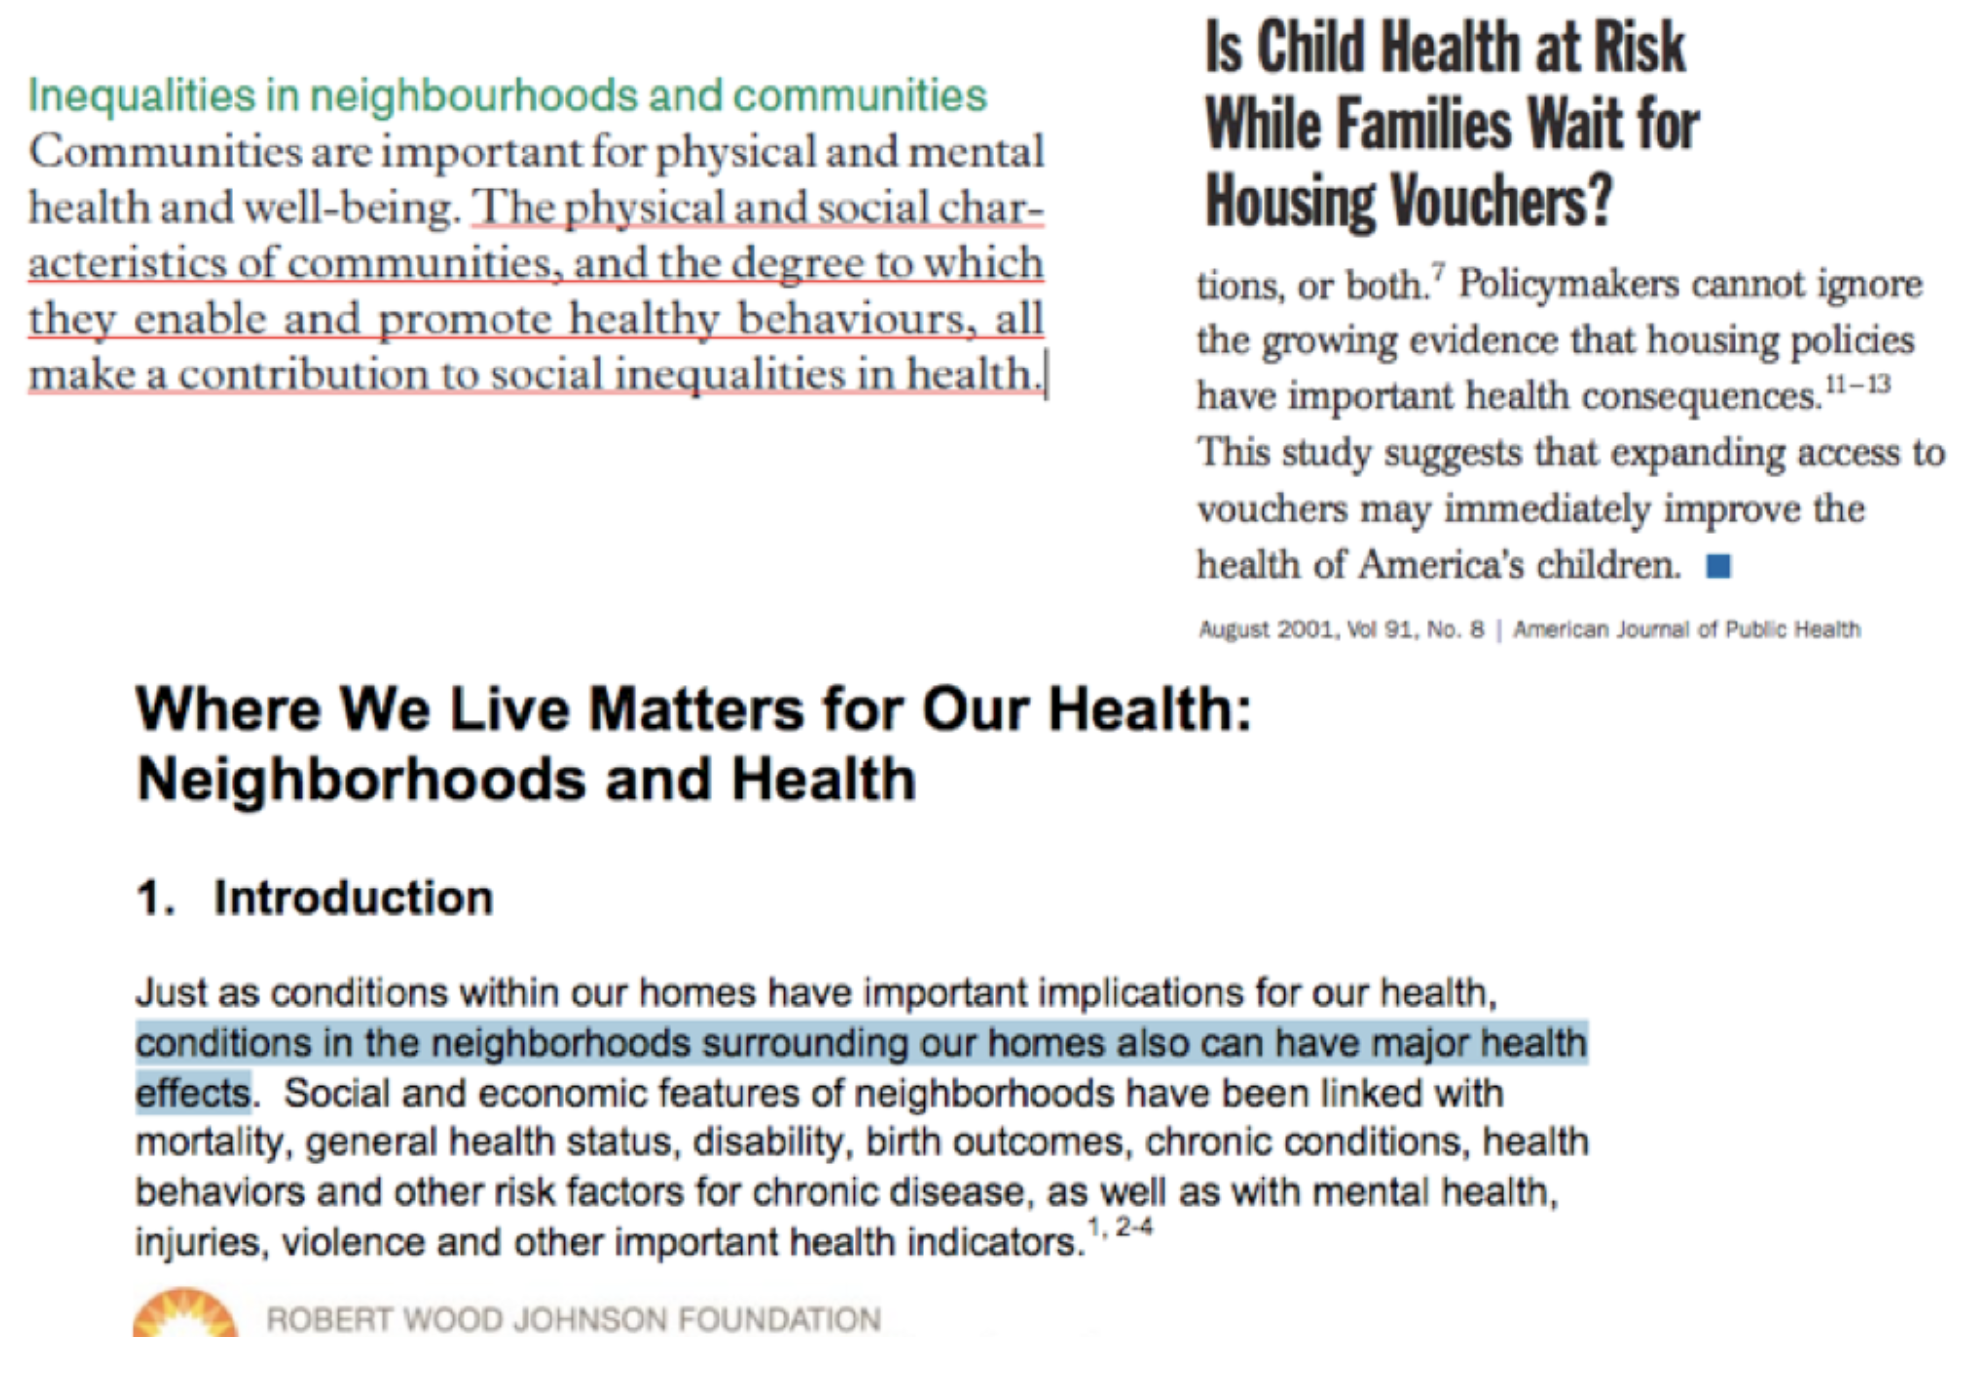 Inequalities in neighbourhoods and communities
Communities are important for physical and mental
health and well-being. The physical and social char-
acteristics of communities, and the degree to which
they enable and promote healthy behaviours, all
make a contribution to social inequalities in health.
Is Child Health at Risk
While Families Wait for
Housing Vouchers?
tions, or both.7 Policymakers cannot ignore
the growing evidence that housing policies
have important health consequences.11–13
This study suggests that expanding access to
vouchers may immediately improve the
health of America's children.
August 2001, Vol 91, No. 8 | American Journal of Public Health
Where We Live Matters for Our Health:
Neighborhoods and Health
1. Introduction
Just as conditions within our homes have important implications for our health,
conditions in the neighborhoods surrounding our homes also can have major health
effects. Social and economic features of neighborhoods have been linked with
mortality, general health status, disability, birth outcomes, chronic conditions, health
behaviors and other risk factors for chronic disease, as well as with mental health,
injuries, violence and other important health indicators.1, 2-4
ROBERT WOOD JOHNSON FOUNDATION